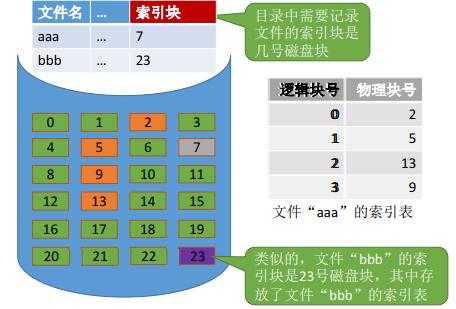 文件名 … 索引块
aaa … 7
bbb … 23
目录中需要记录
文件的索引块是
几号磁盘块
0 1 2 3
4 5 6 7
8 9 10 11
12 13 14 15
16 17 18 19
20 21 22 23
逻辑块号 物理块号
0 2
1 5
2 13
3 9
文件“aaa”的索引表
类似的，文件“bbb”的索
引块是23号磁盘块，其中存
放了文件“bbb”的索引表